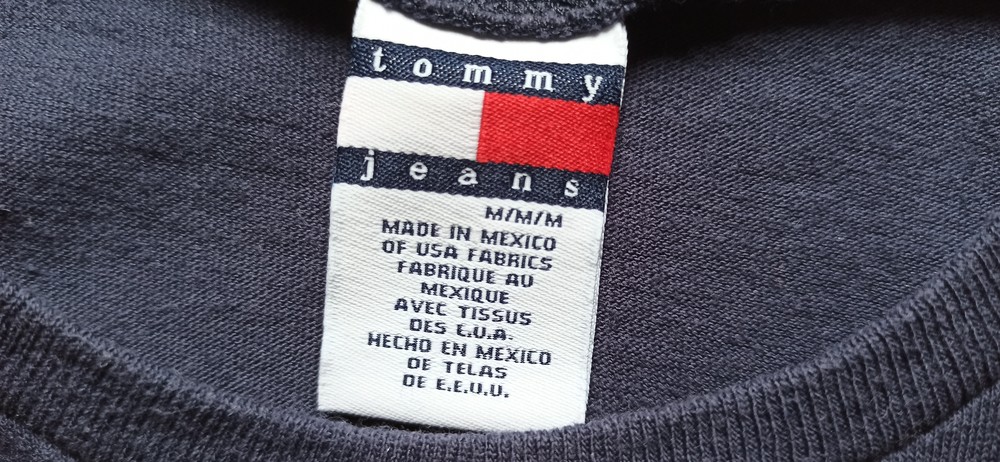 tommy
jeans
M/M/M
MADE IN MEXICO
OF USA FABRICS
FABRIQUE AU
MEXIQUE
AVEC TISSUS
DES E.U.A.
HECHO EN MEXICO
DE TELAS
DE E.E.U.U.